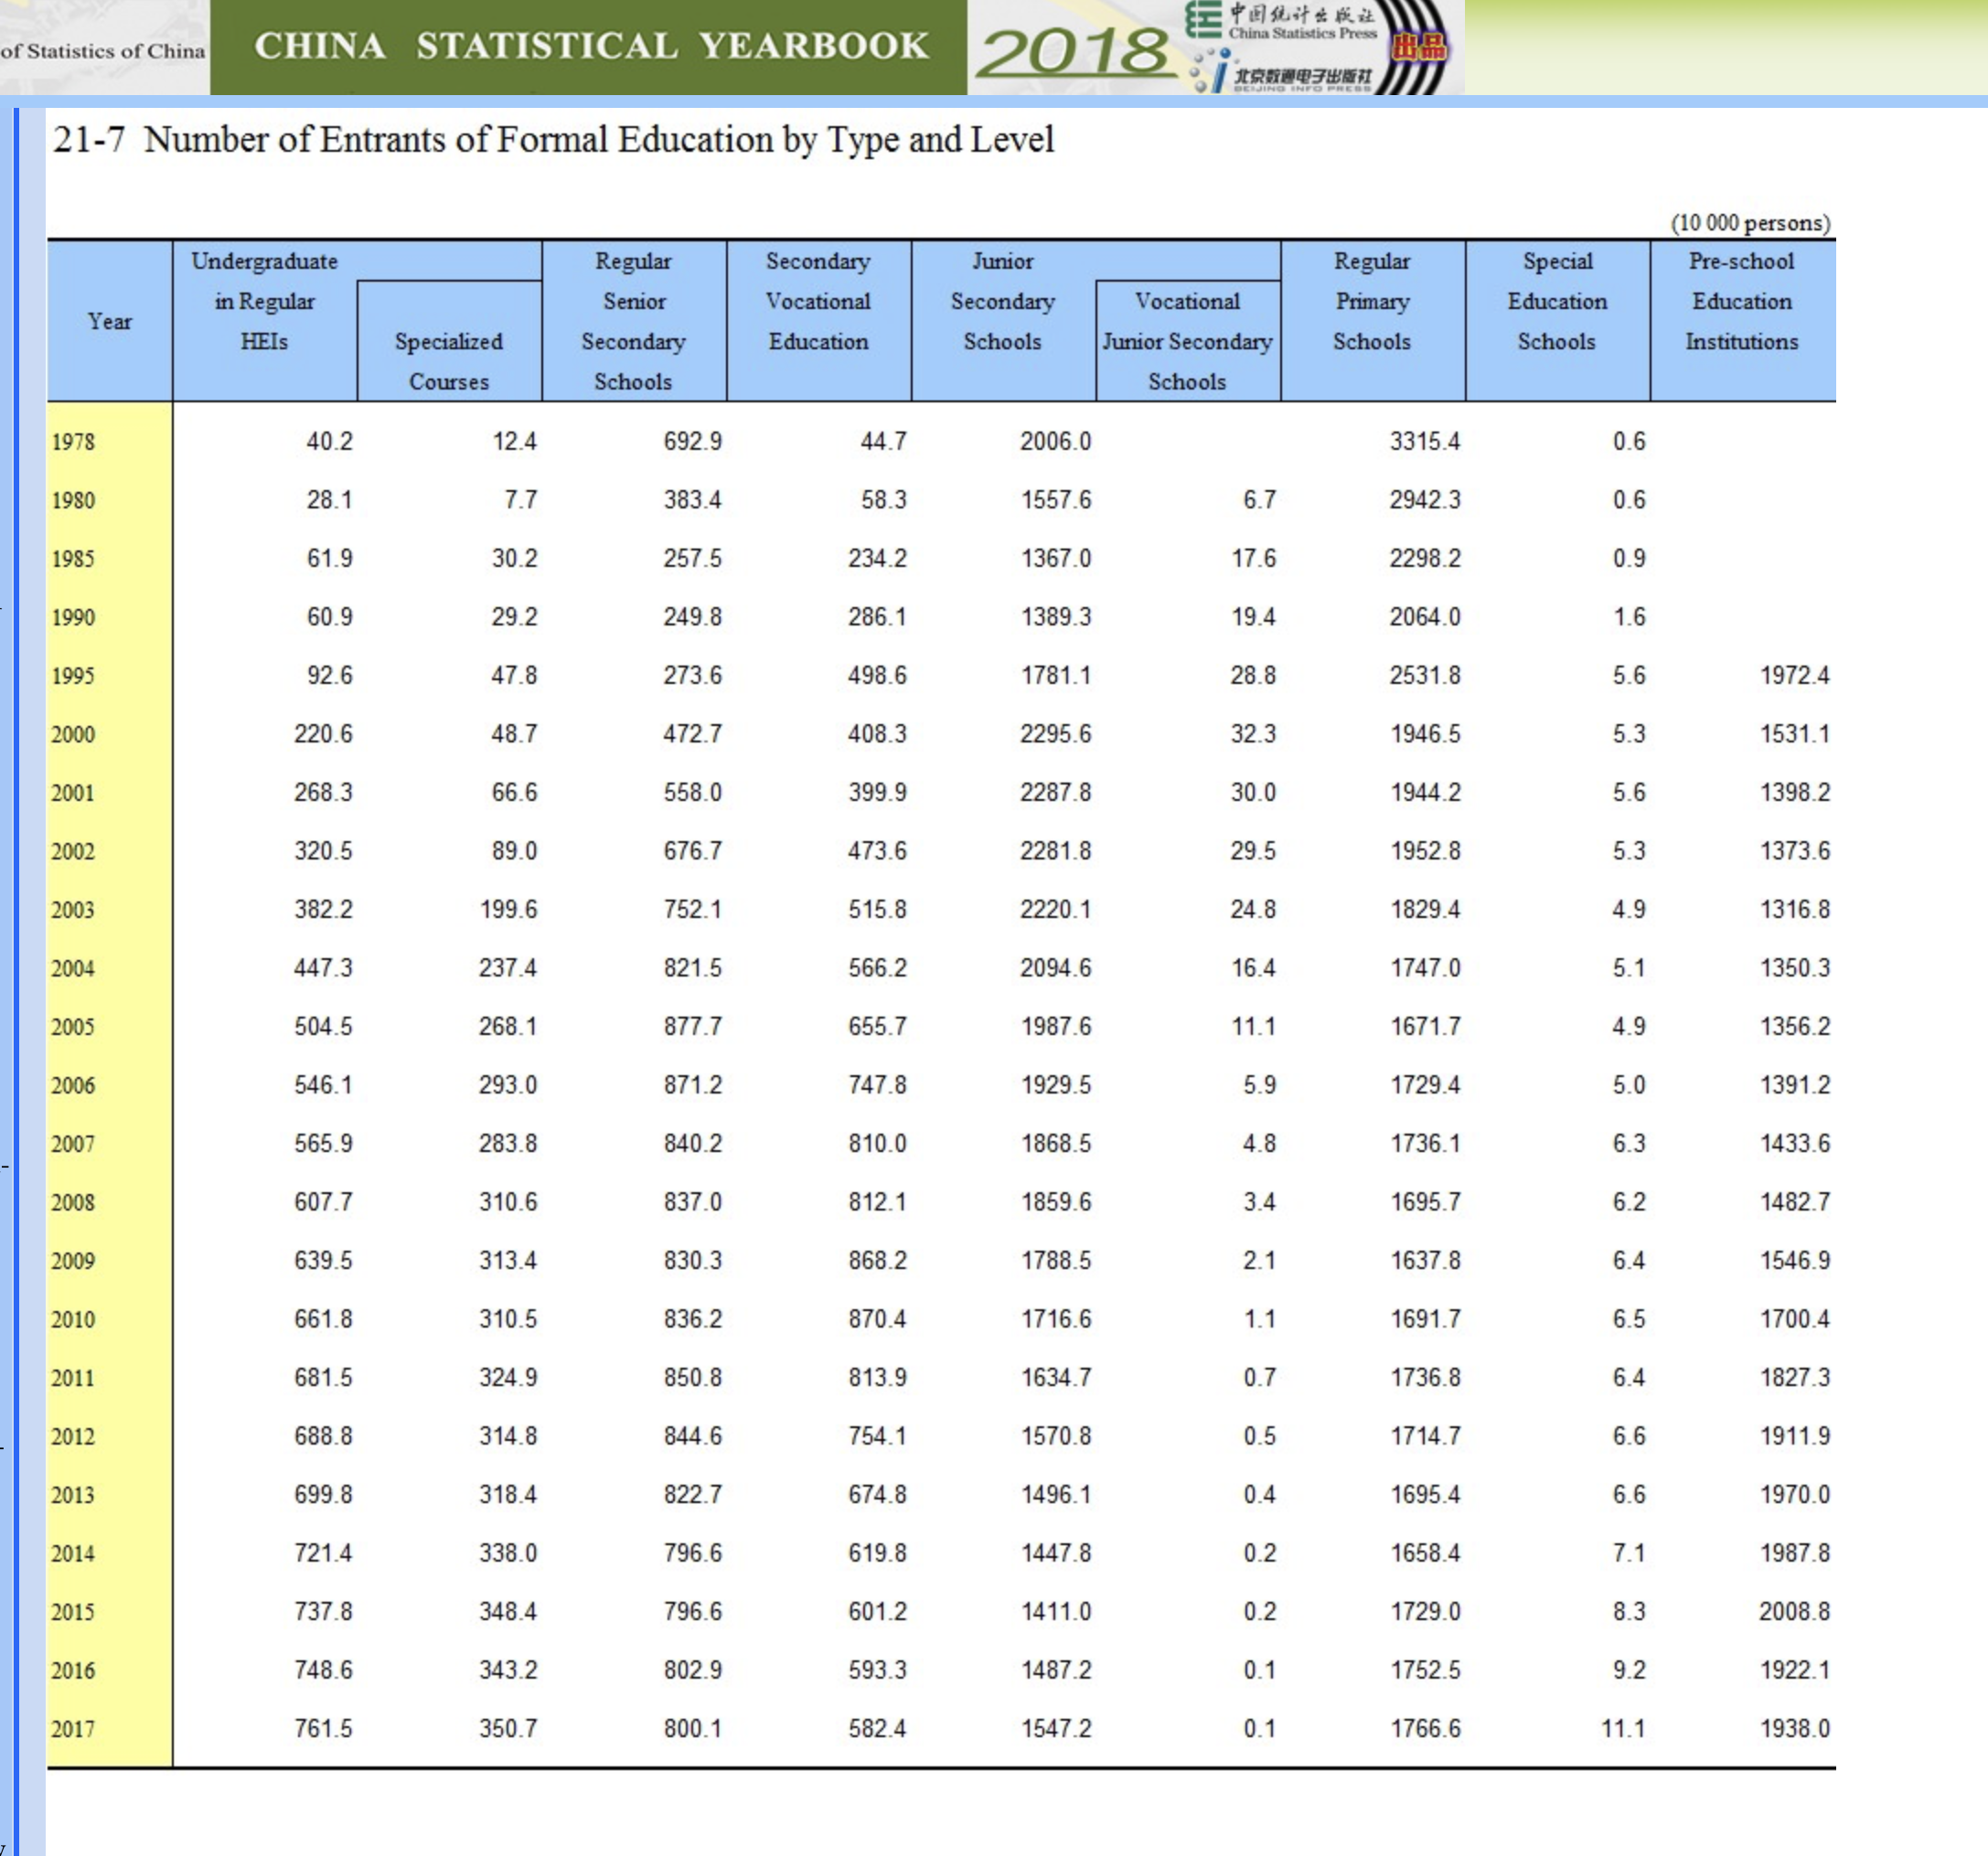 of Statistics of China
CHINA STATISTICAL YEARBOOK
2018
中国统计出版社
China Statistics Press
北京数通电子出版社
BEIJING INFO PRESS
出品
21-7 Number of Entrants of Formal Education by Type and Level
(10 000 persons)
Year
Undergraduate
in Regular
HEIs
Specialized
Courses
Regular
Senior
Secondary
Schools
Secondary
Vocational
Education
Junior
Secondary
Schools
Vocational
Junior Secondary
Schools
Regular
Primary
Schools
Special
Education
Schools
Pre-school
Education
Institutions
1978 40.2 12.4 692.9 44.7 2006.0 3315.4 0.6
1980 28.1 7.7 383.4 58.3 1557.6 6.7 2942.3 0.6
1985 61.9 30.2 257.5 234.2 1367.0 17.6 2298.2 0.9
1990 60.9 29.2 249.8 286.1 1389.3 19.4 2064.0 1.6
1995 92.6 47.8 273.6 498.6 1781.1 28.8 2531.8 5.6 1972.4
2000 220.6 48.7 472.7 408.3 2295.6 32.3 1946.5 5.3 1531.1
2001 268.3 66.6 558.0 399.9 2287.8 30.0 1944.2 5.6 1398.2
2002 320.5 89.0 676.7 473.6 2281.8 29.5 1952.8 5.3 1373.6
2003 382.2 199.6 752.1 515.8 2220.1 24.8 1829.4 4.9 1316.8
2004 447.3 237.4 821.5 566.2 2094.6 16.4 1747.0 5.1 1350.3
2005 504.5 268.1 877.7 655.7 1987.6 11.1 1671.7 4.9 1356.2
2006 546.1 293.0 871.2 747.8 1929.5 5.9 1729.4 5.0 1391.2
2007 565.9 283.8 840.2 810.0 1868.5 4.8 1736.1 6.3 1433.6
2008 607.7 310.6 837.0 812.1 1859.6 3.4 1695.7 6.2 1482.7
2009 639.5 313.4 830.3 868.2 1788.5 2.1 1637.8 6.4 1546.9
2010 661.8 310.5 836.2 870.4 1716.6 1.1 1691.7 6.5 1700.4
2011 681.5 324.9 850.8 813.9 1634.7 0.7 1736.8 6.4 1827.3
2012 688.8 314.8 844.6 754.1 1570.8 0.5 1714.7 6.6 1911.9
2013 699.8 318.4 822.7 674.8 1496.1 0.4 1695.4 6.6 1970.0
2014 721.4 338.0 796.6 619.8 1447.8 0.2 1658.4 7.1 1987.8
2015 737.8 348.4 796.6 601.2 1411.0 0.2 1729.0 8.3 2008.8
2016 748.6 343.2 802.9 593.3 1487.2 0.1 1752.5 9.2 1922.1
2017 761.5 350.7 800.1 582.4 1547.2 0.1 1766.6 11.1 1938.0